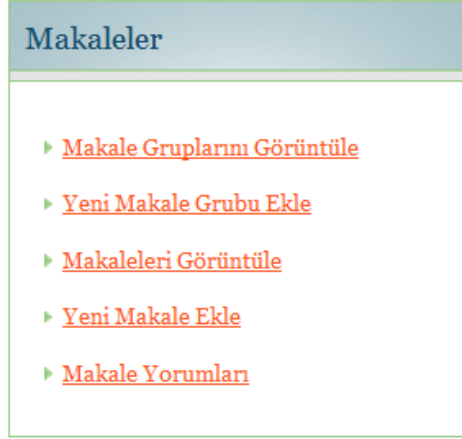 Makaleler
Makale Gruplarını Görüntüle
Yeni Makale Grubu Ekle
Makaleleri Görüntüle
Yeni Makale Ekle
Makale Yorumları